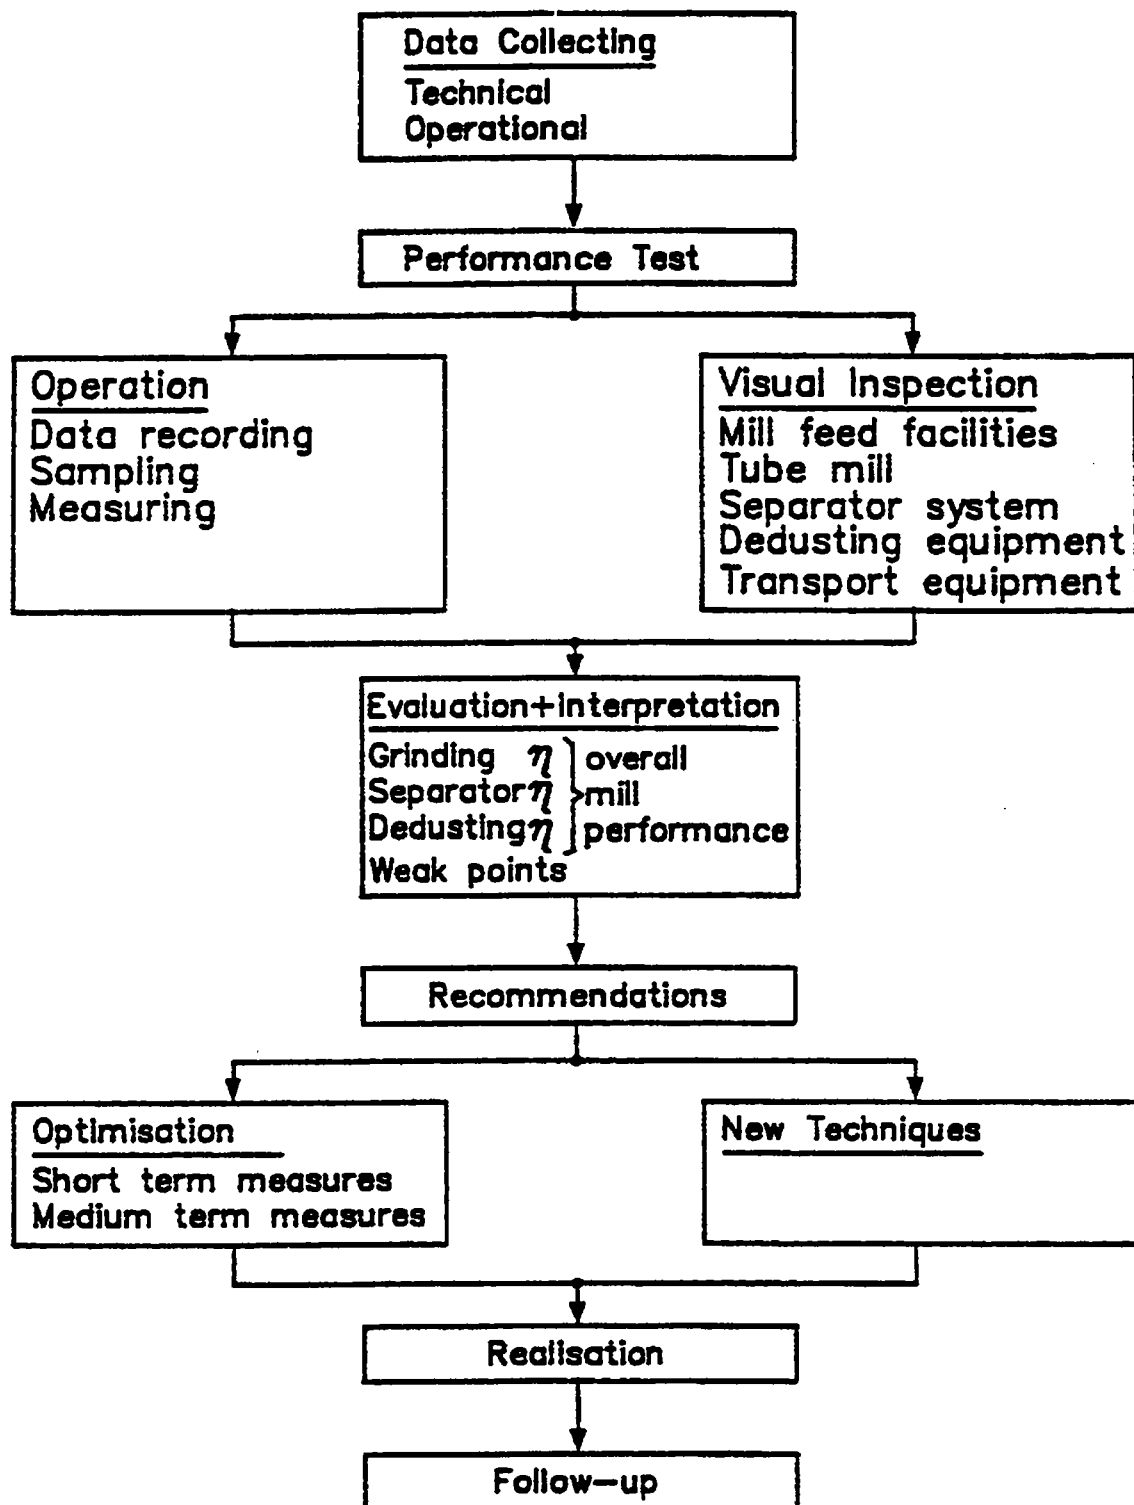 Data Collecting
Technical
Operational
Performance Test
Operation
Data recording
Sampling
Measuring
Visual Inspection
Mill feed facilities
Tube mill
Separator system
Dedusting equipment
Transport equipment
Evaluation+interpretation
Grinding η overall
Separator η mill
Dedusting η performance
Weak points
Recommendations
Optimisation
Short term measures
Medium term measures
New Techniques
Realisation
Follow-up